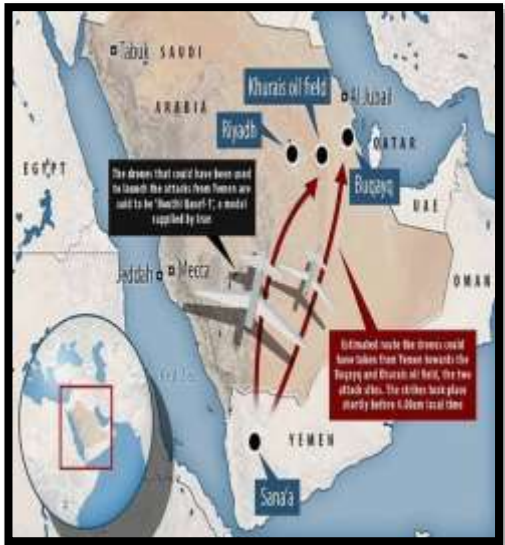 Tabuk
SAUDI
ARABIA
Khurais oil field
Al Jubail
Riyadh
QATAR
Buqayq
EGYPT
The drones that could have been used
to launch the attacks from Yemen are
said to be 'Houthi Qasef-1', a model
supplied by Iran
UAE
OMAN
Jeddah
Mecca
Estimated route the drones could
have taken from Yemen towards the
Buqayq and Khurais oil field, the two
attack sites. The strikes took place
shortly before 4.00am local time
YEMEN
Sana'a